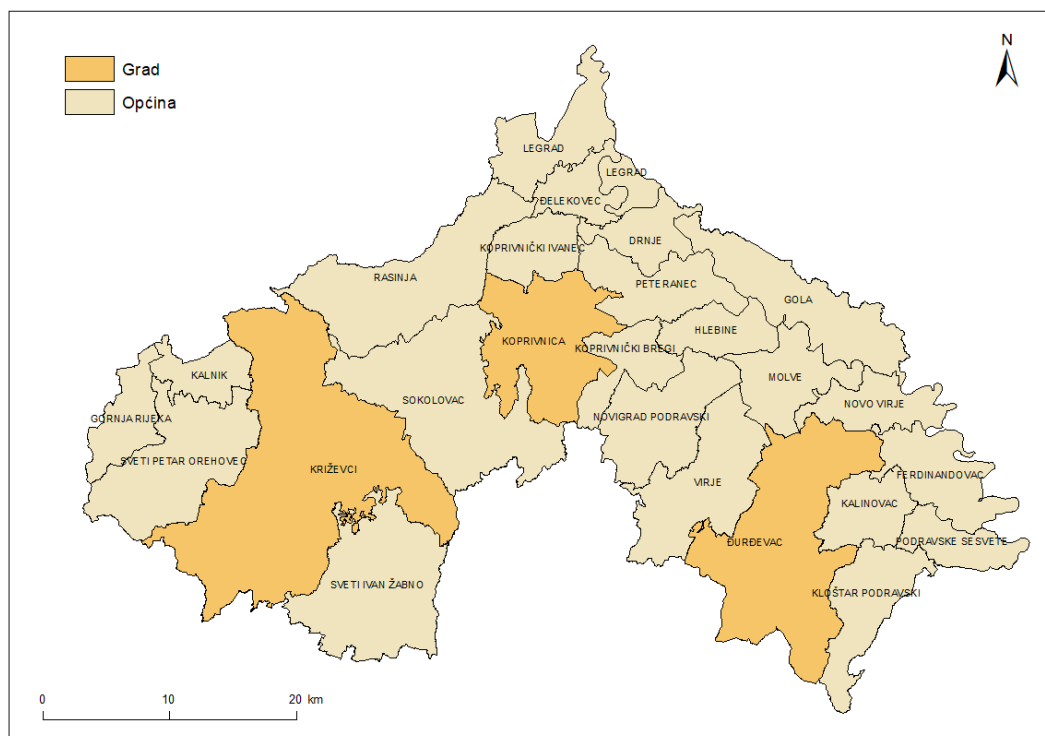 N
Grad
Općina
LEGRAD
LEGRAD
ĐELEKOVEC
DRNJE
KOPRIVNIČKI IVANEC
RASINJA
PETERANEC
GOLA
HLEBINE
KOPRIVNICA
KOPRIVNIČKI BREGI
KALNIK
MOLVE
SOKOLOVAC
NOVO VIRJE
GORNJA RIJEKA
NOVIGRAD PODRAVSKI
SVETI PETAR OREHOVEC
KRIŽEVCI
FERDINANDOVAC
VIRJE
KALINOVAC
ĐURĐEVAC
PODRAVSKE SESVETE
SVETI IVAN ŽABNO
KLOŠTAR PODRAVSKI
0 10 20 km